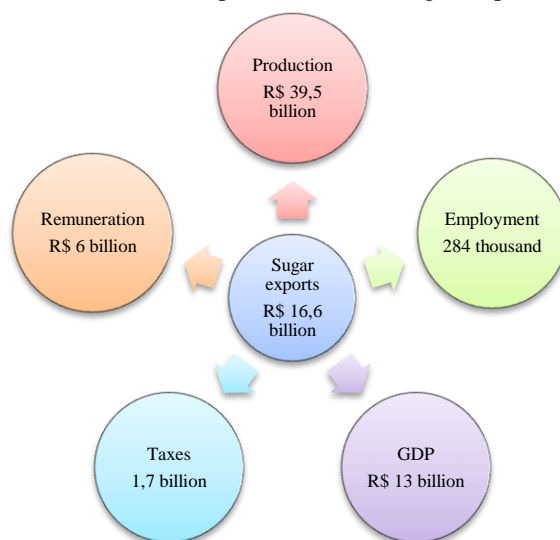 Production
R$ 39,5
billion
Remuneration
R$ 6 billion
Employment
284 thousand
Sugar
exports
R$ 16,6
billion
Taxes
1,7 billion
GDP
R$ 13 billion